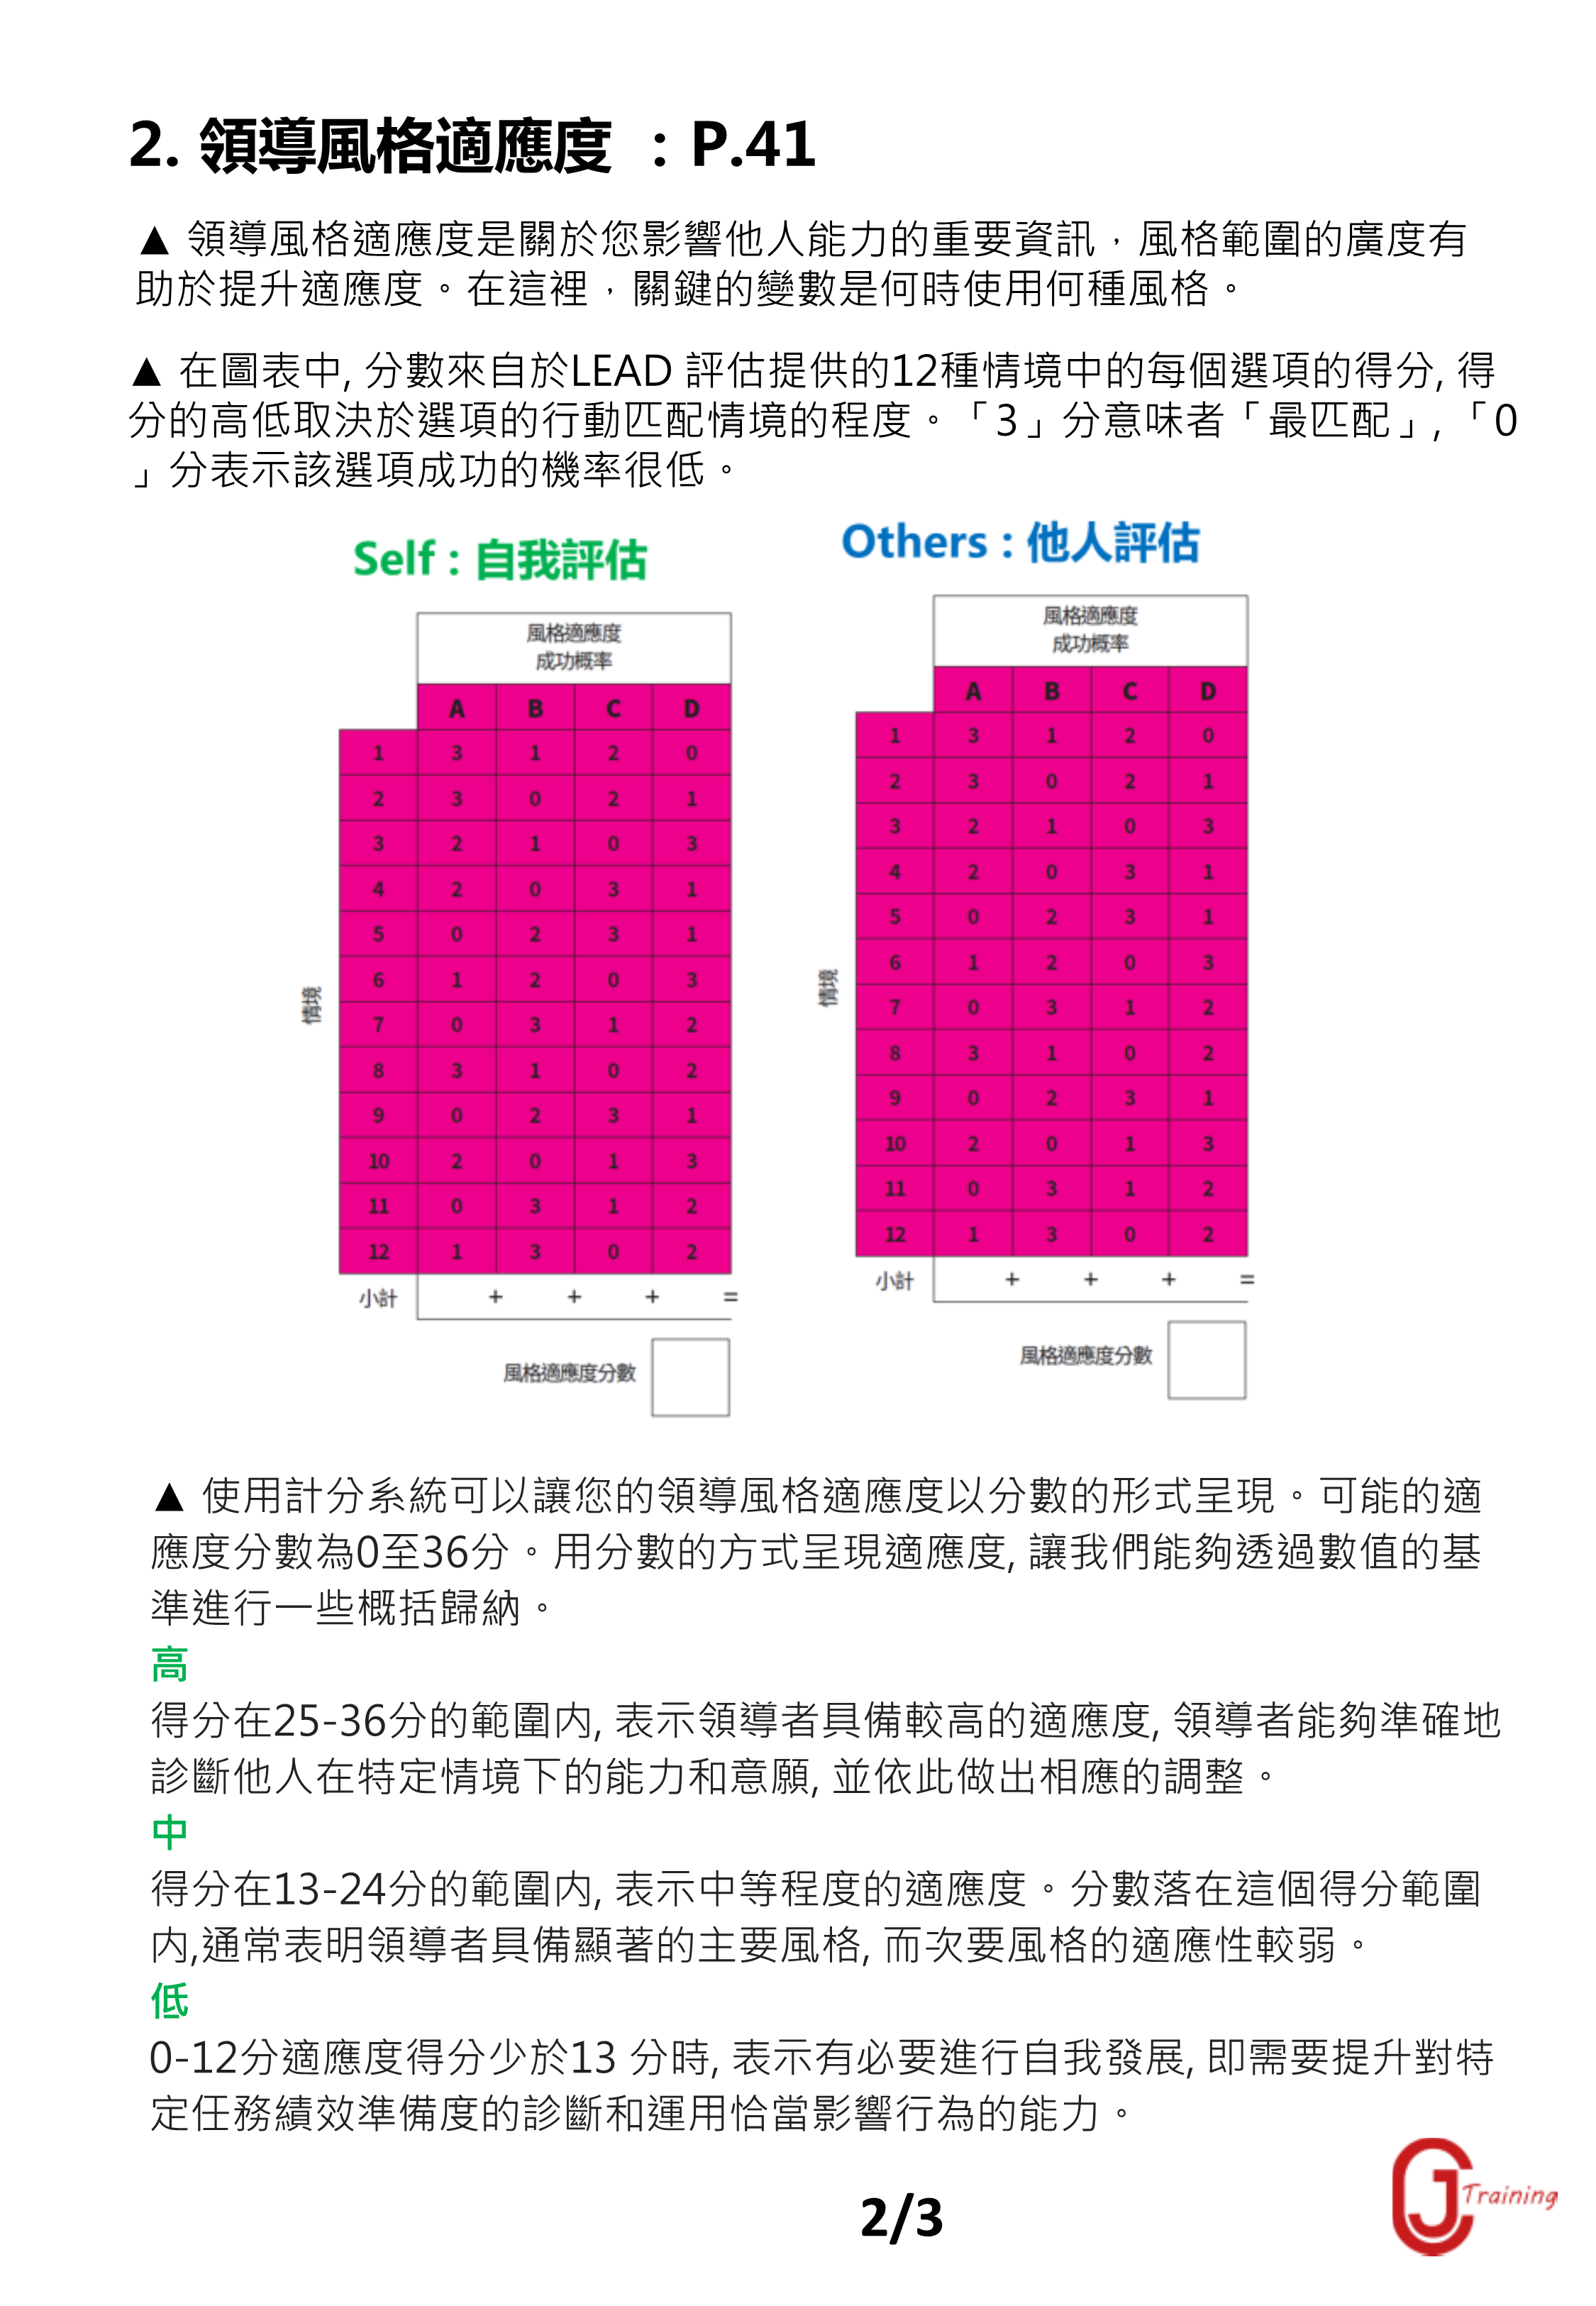 2. 領導風格適應度 ：P.41
▲ 領導風格適應度是關於您影響他人能力的重要資訊，風格範圍的廣度有
助於提升適應度。在這裡，關鍵的變數是何時使用何種風格。
▲ 在圖表中, 分數來自於LEAD 評估提供的12種情境中的每個選項的得分, 得
分的高低取決於選項的行動匹配情境的程度。「3」分意味者「最匹配」, 「0
」分表示該選項成功的機率很低。
Self : 自我評估
風格適應度
成功概率
A B C D
1 3 1 2 0
2 3 0 2 1
3 2 1 0 3
4 2 0 3 1
5 0 2 3 1
6 1 2 0 3
7 0 3 1 2
8 3 1 0 2
9 0 2 3 1
10 2 0 1 3
11 0 3 1 2
12 1 3 0 2
情境
小計 + + + =
風格適應度分數
Others : 他人評估
風格適應度
成功概率
A B C D
1 3 1 2 0
2 3 0 2 1
3 2 1 0 3
4 2 0 3 1
5 0 2 3 1
6 1 2 0 3
7 0 3 1 2
8 3 1 0 2
9 0 2 3 1
10 2 0 1 3
11 0 3 1 2
12 1 3 0 2
情境
小計 + + + =
風格適應度分數
▲ 使用計分系統可以讓您的領導風格適應度以分數的形式呈現。可能的適
應度分數為0至36分。用分數的方式呈現適應度, 讓我們能夠透過數值的基
準進行一些概括歸納。
高
得分在25-36分的範圍內, 表示領導者具備較高的適應度, 領導者能夠準確地
診斷他人在特定情境下的能力和意願, 並依此做出相應的調整。
中
得分在13-24分的範圍內, 表示中等程度的適應度。分數落在這個得分範圍
內,通常表明領導者具備顯著的主要風格, 而次要風格的適應性較弱。
低
0-12分適應度得分少於13 分時, 表示有必要進行自我發展, 即需要提升對特
定任務績效準備度的診斷和運用恰當影響行為的能力。
2/3
CJ Training